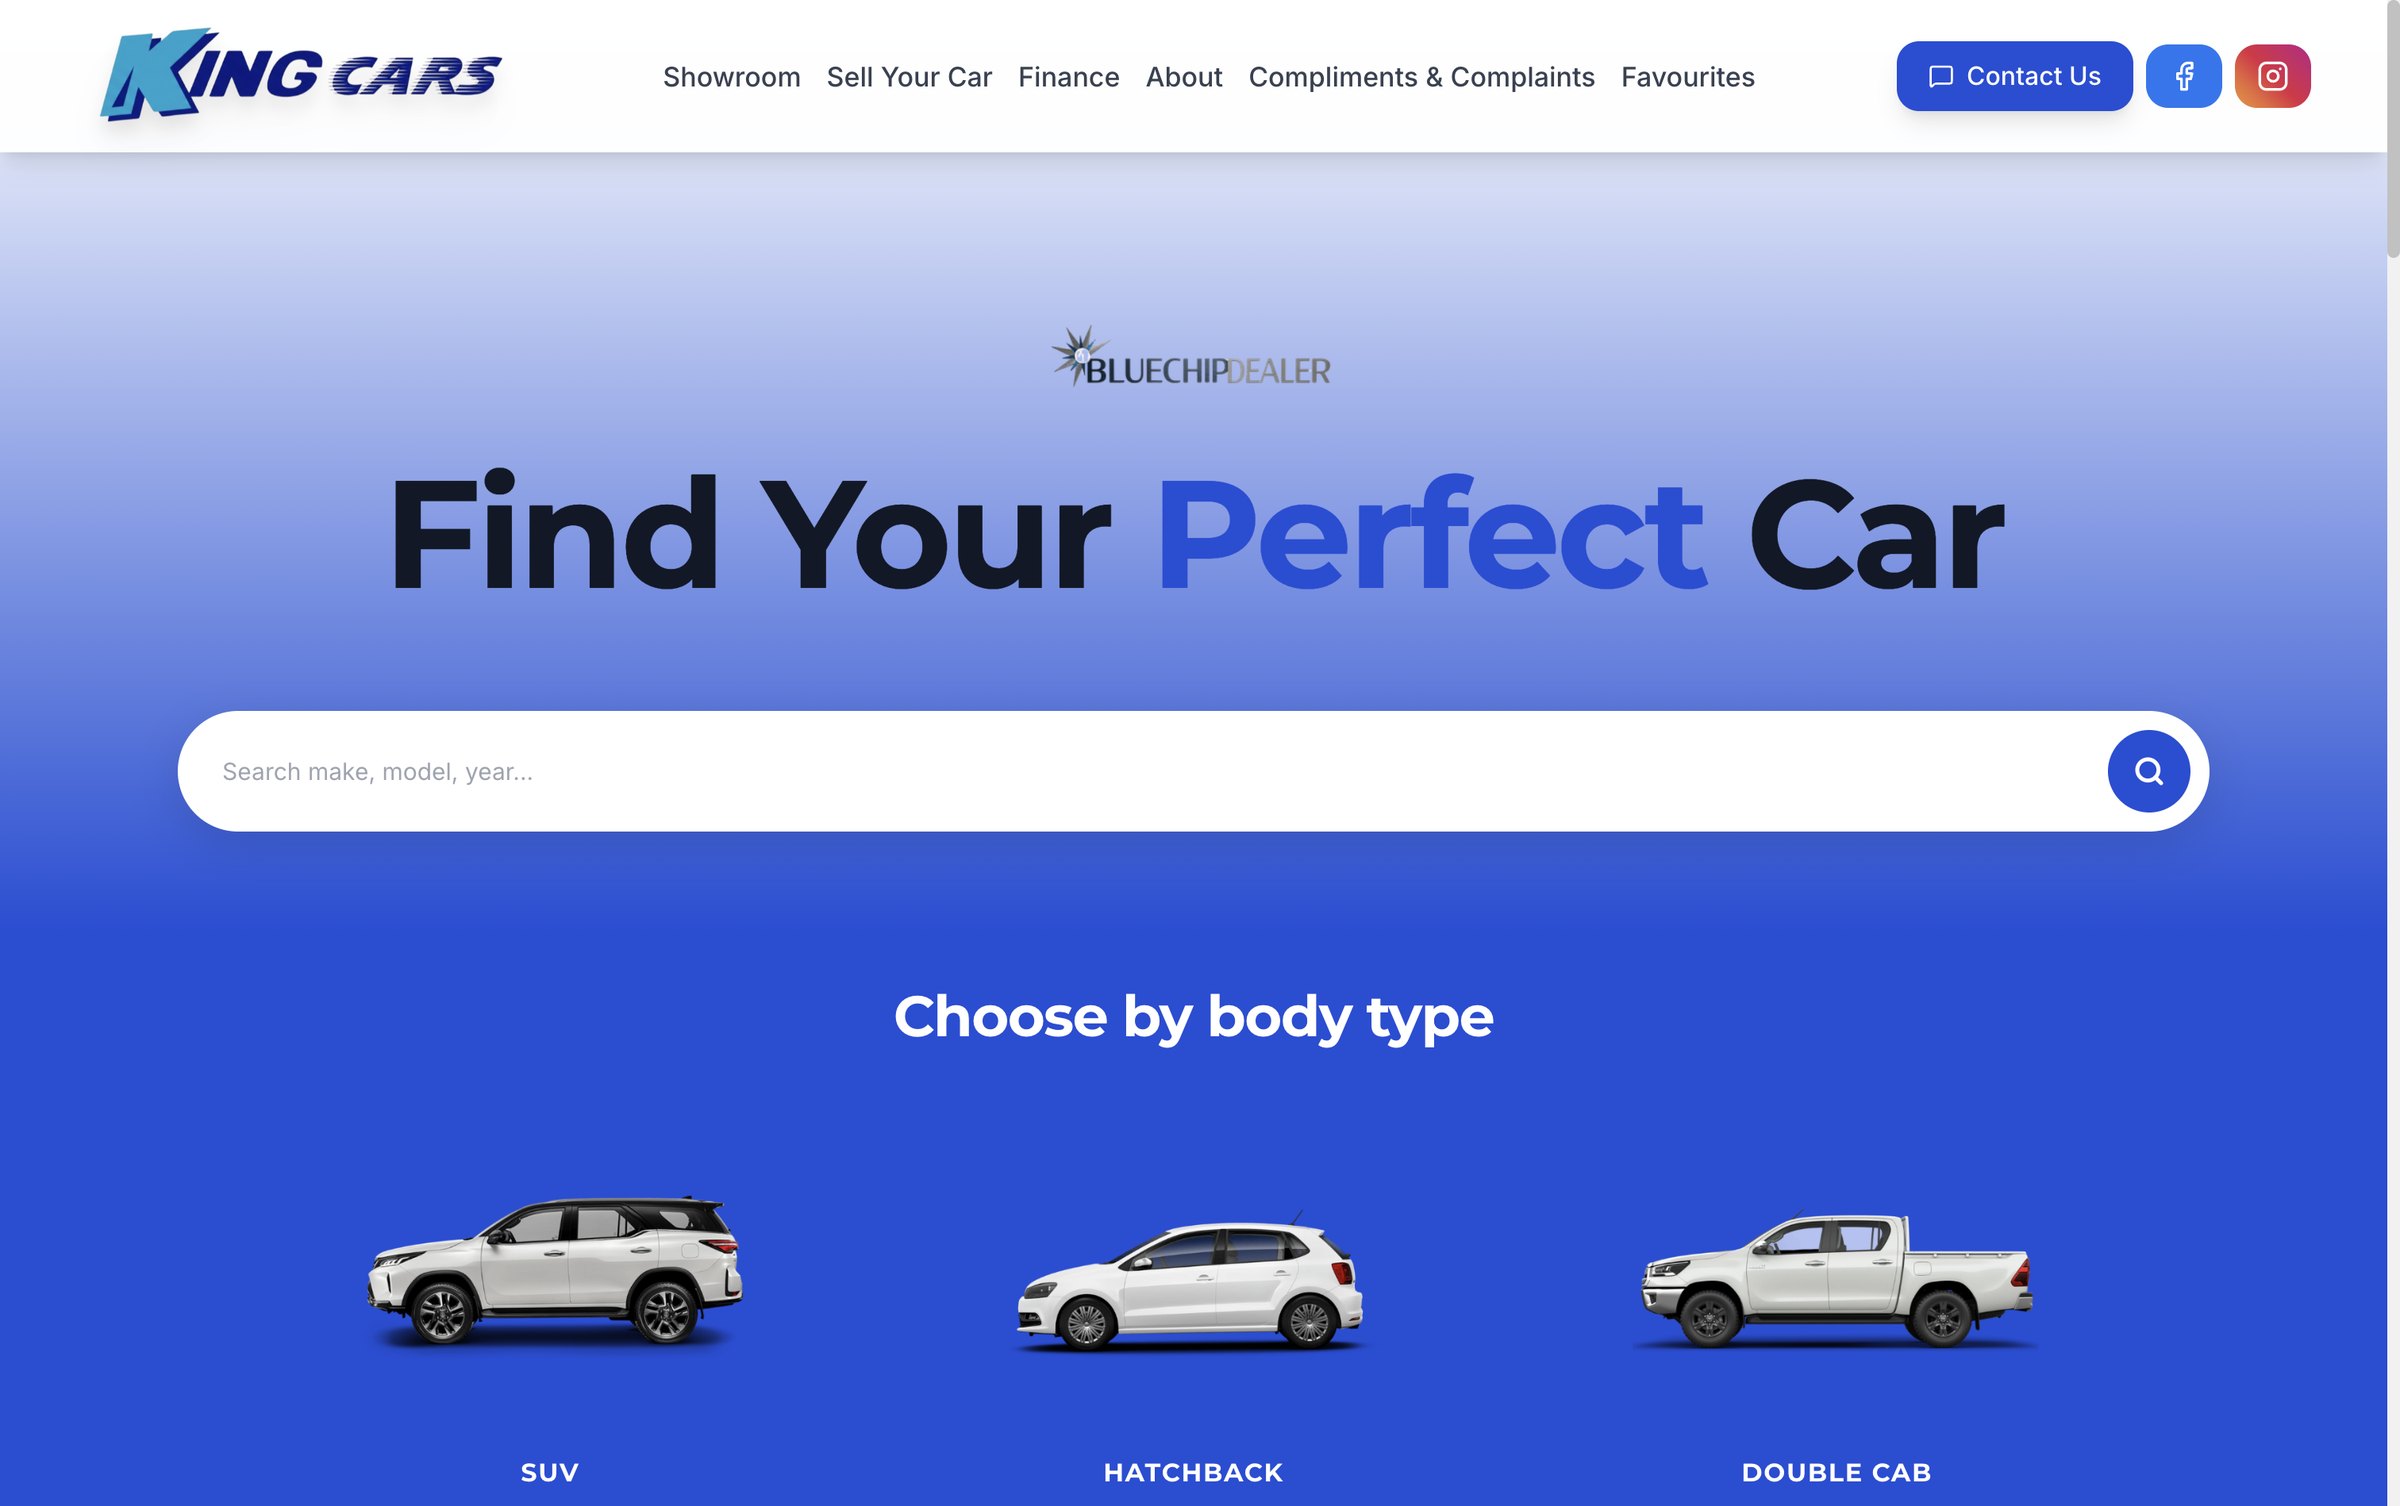 KING CARS
Showroom Sell Your Car Finance About Compliments & Complaints Favourites
Contact Us
BLUECHIPDEALER
Find Your Perfect Car
Search make, model, year...
Choose by body type
SUV
HATCHBACK
DOUBLE CAB